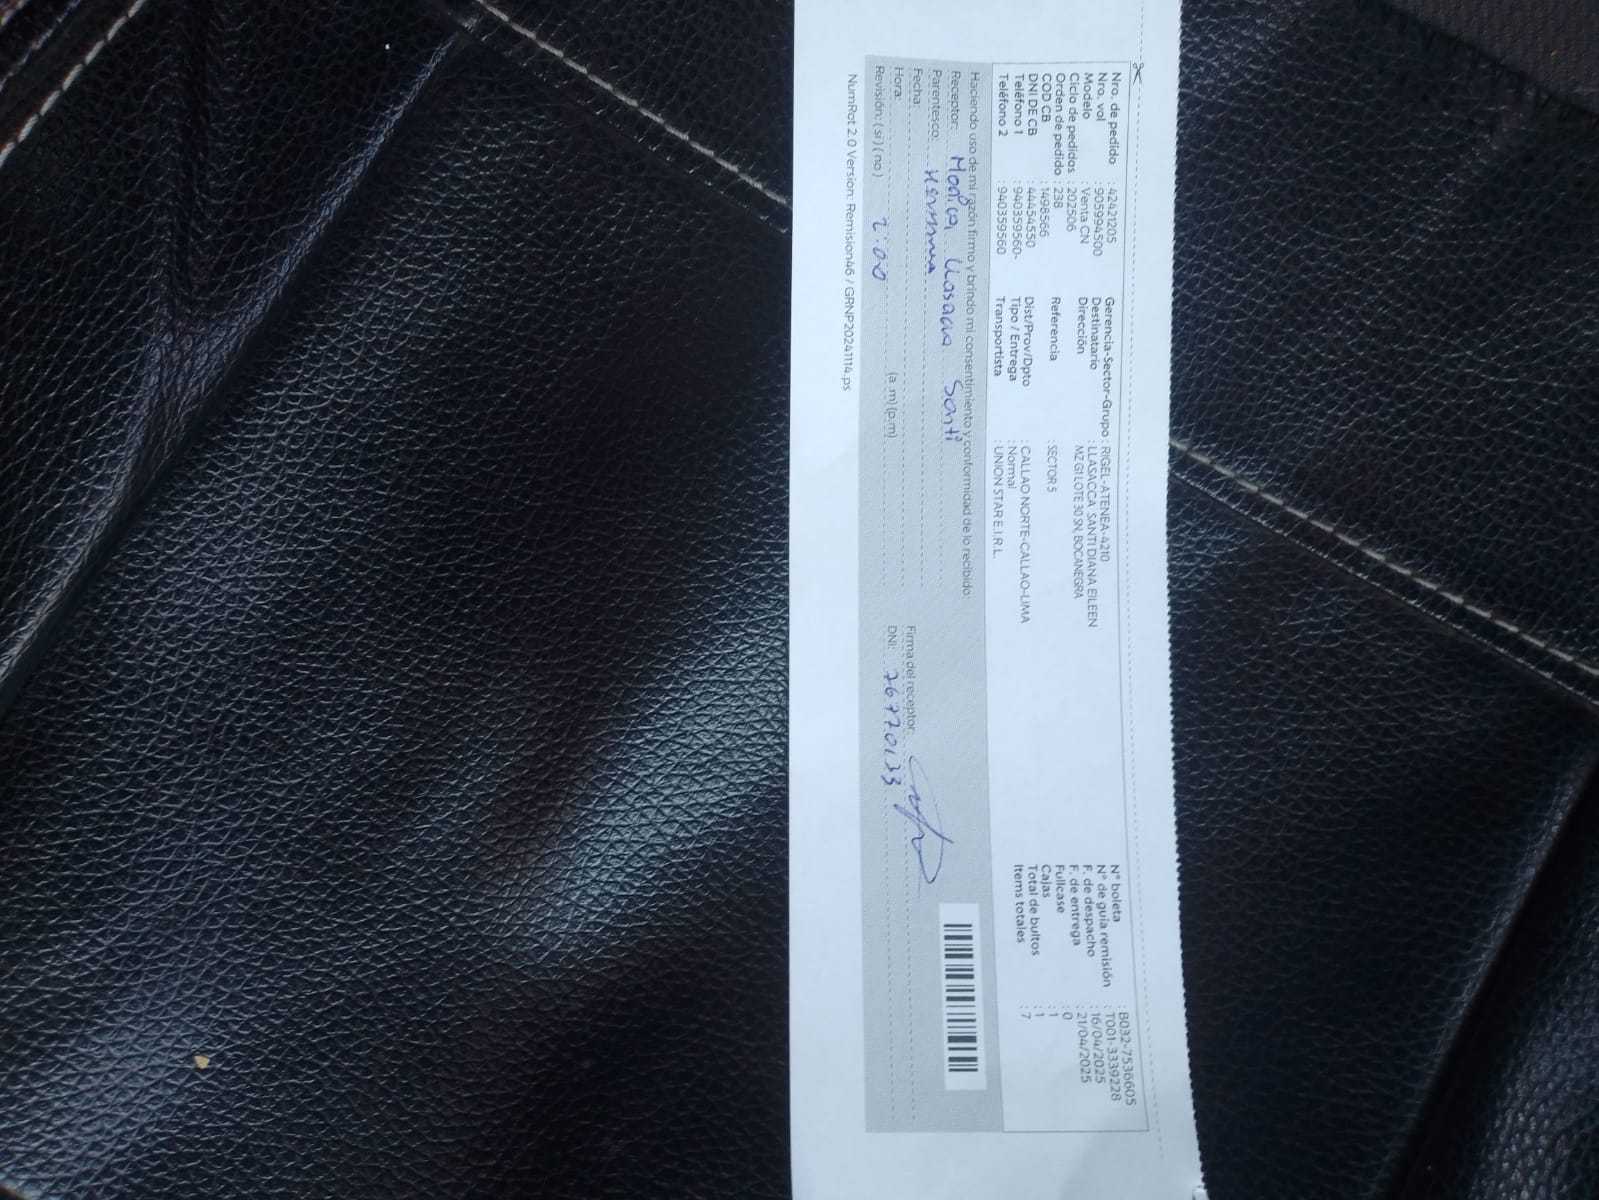 Nro. de pedido : 42421205
Nro. vol : 905994500
Modelo : Venta CN
Ciclo de pedidos : 202506
Orden de pedido : 238
COD CB : 1498566
DNI DE CB : 44454550
Teléfono 1 : 940359560-
Teléfono 2 : 940359560
Gerencia-Sector-Grupo : RIGEL-ATENEA-4210
Destinatario : LLASACCA SANTI DIANA EILEEN
Dirección MZ G1 LOTE 30 SN, BOCANEGRA
Referencia : SECTOR 5
Dist/Prov/Dpto : CALLAO NORTE-CALLAO-LIMA
Tipo / Entrega : Normal
Transportista : UNION STAR E.I.R.L.
N° boleta : B032-7536605
N° de guía remisión : T001-3339228
F. de despacho : 16/04/2025
F. de entrega : 21/04/2025
Fullcase : 0
Cajas : 1
Total de bultos : 1
Items totales : 7
Haciendo uso de mi razón firmo y brindo mi consentimiento y conformidad de lo recibido:
Receptor: Monica Llasacca Santi
Parentesco: Hermana
Fecha:
Hora: (a.m) (p.m)
Revisión: (si) (no) 2:00
Firma del receptor:
DNI: 76770133
NumRot 2.0 Version: Remision46 / GRNP20241114.ps